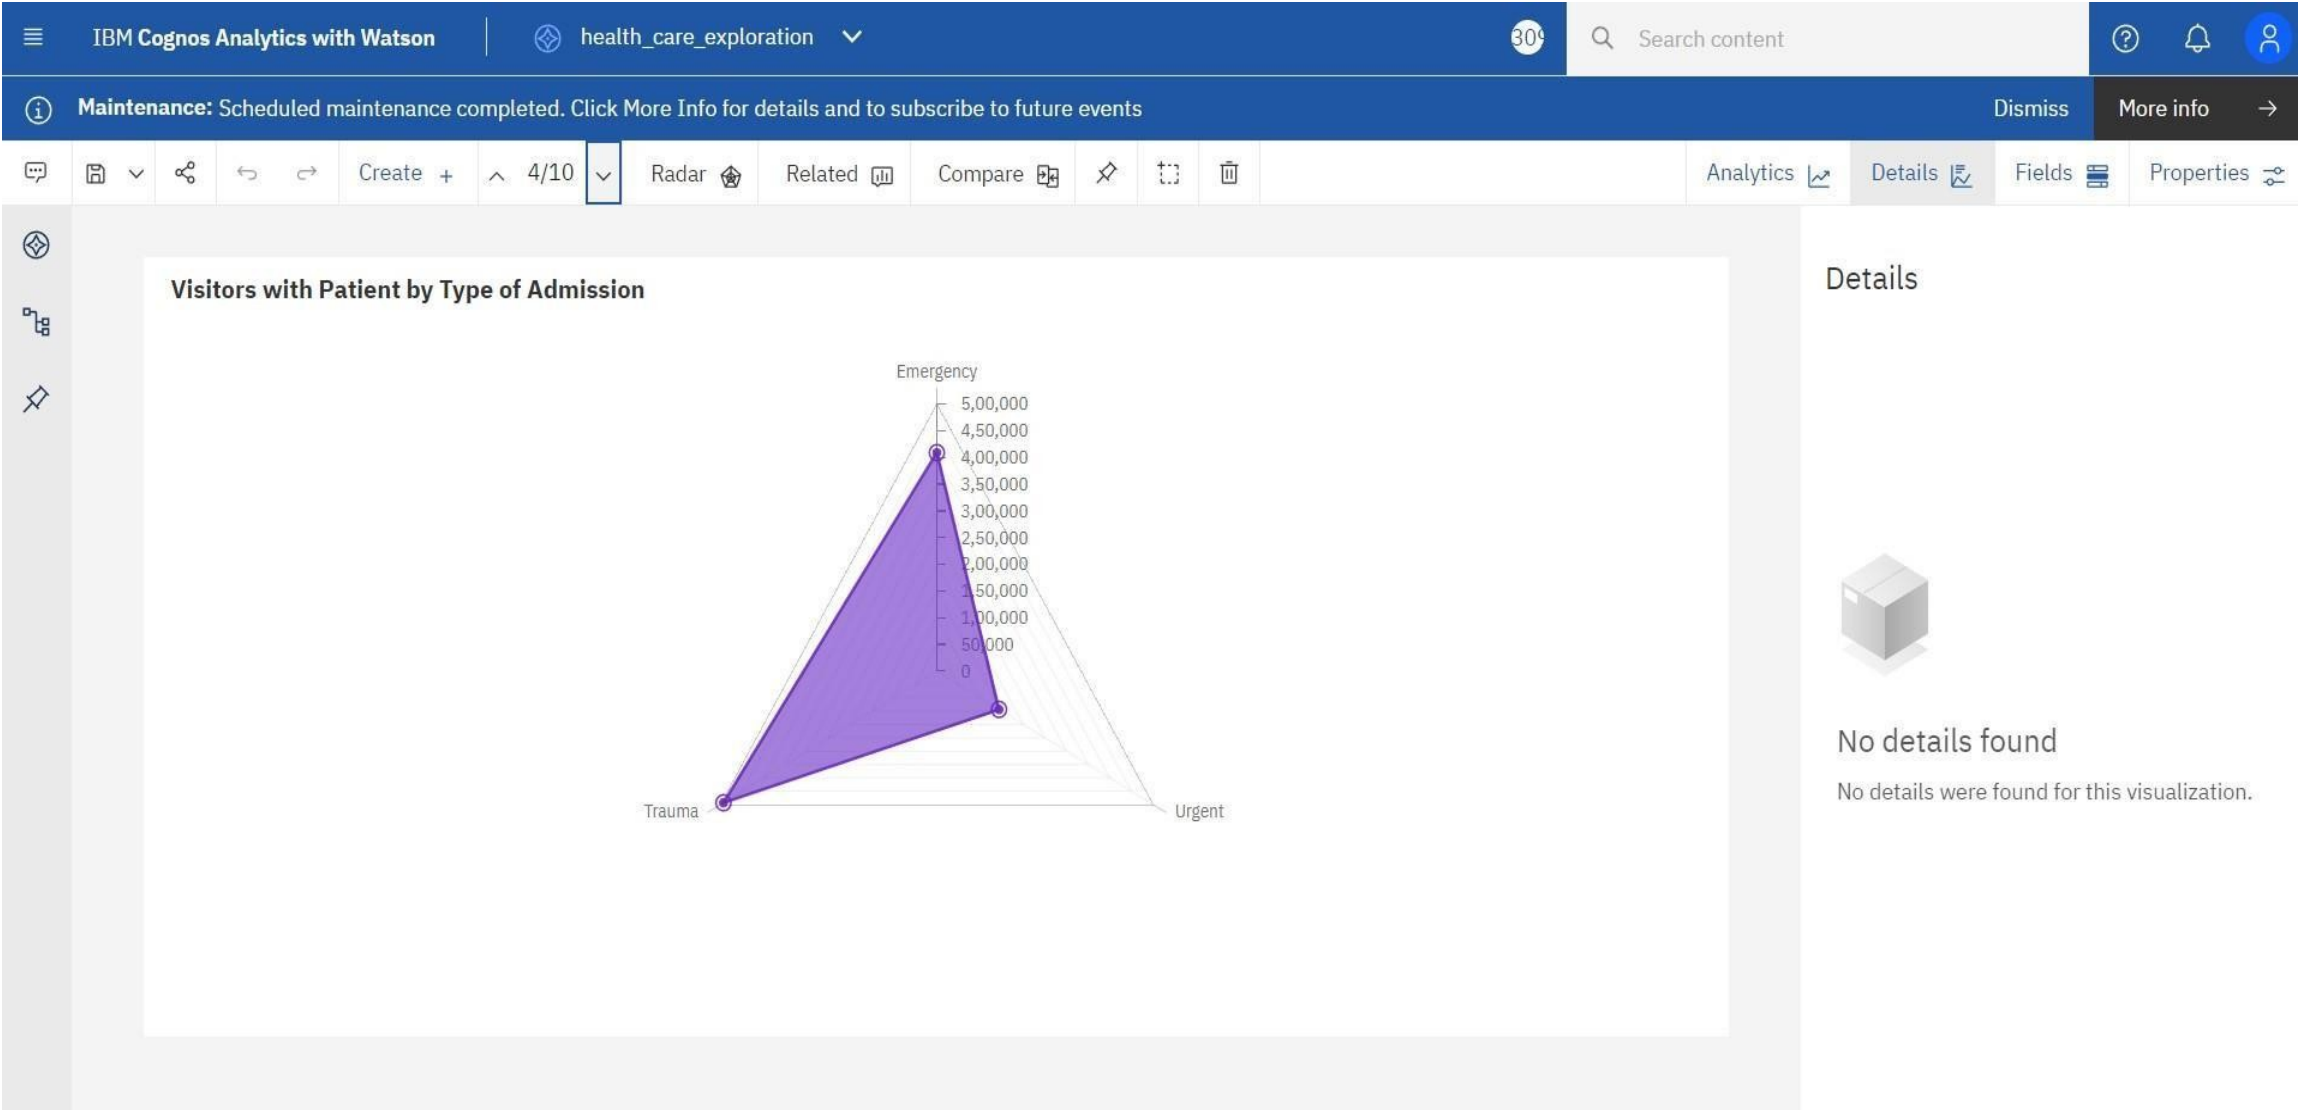 IBM Cognos Analytics with Watson
health_care_exploration
Search content
Maintenance: Scheduled maintenance completed. Click More Info for details and to subscribe to future events
Dismiss
More info
Create +
4/10
Radar
Related
Compare
Analytics
Details
Fields
Properties
Visitors with Patient by Type of Admission
Emergency
5,00,000
4,50,000
4,00,000
3,50,000
3,00,000
2,50,000
2,00,000
1,50,000
1,00,000
50,000
0
Trauma
Urgent
Details
No details found
No details were found for this visualization.